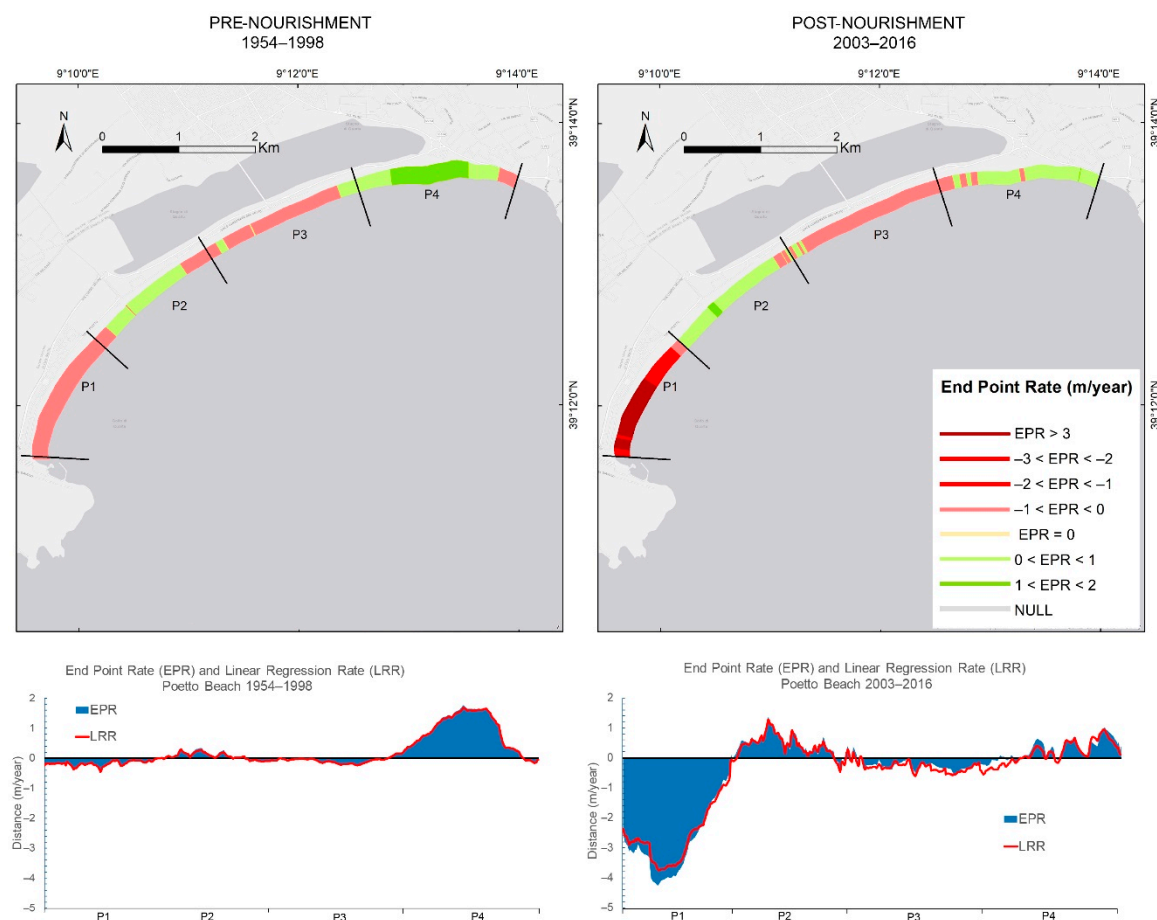 PRE-NOURISHMENT
1954–1998
9°10'0"E 9°12'0"E 9°14'0"E
N
0 1 2
Km
P4
P3
P2
P1
39°14'0"N
39°12'0"N
POST-NOURISHMENT
2003–2016
9°10'0"E 9°12'0"E 9°14'0"E
N
0 1 2
Km
P4
P3
P2
P1
39°14'0"N
39°12'0"N
End Point Rate (m/year)
EPR > 3
–3 < EPR < –2
–2 < EPR < –1
–1 < EPR < 0
EPR = 0
0 < EPR < 1
1 < EPR < 2
NULL
End Point Rate (EPR) and Linear Regression Rate (LRR)
Poetto Beach 1954–1998
EPR
LRR
Distance (m/year)
2
1
0
–1
–2
–3
–4
–5
P1 P2 P3 P4
End Point Rate (EPR) and Linear Regression Rate (LRR)
Poetto Beach 2003–2016
EPR
LRR
Distance (m/year)
2
1
0
–1
–2
–3
–4
–5
P1 P2 P3 P4